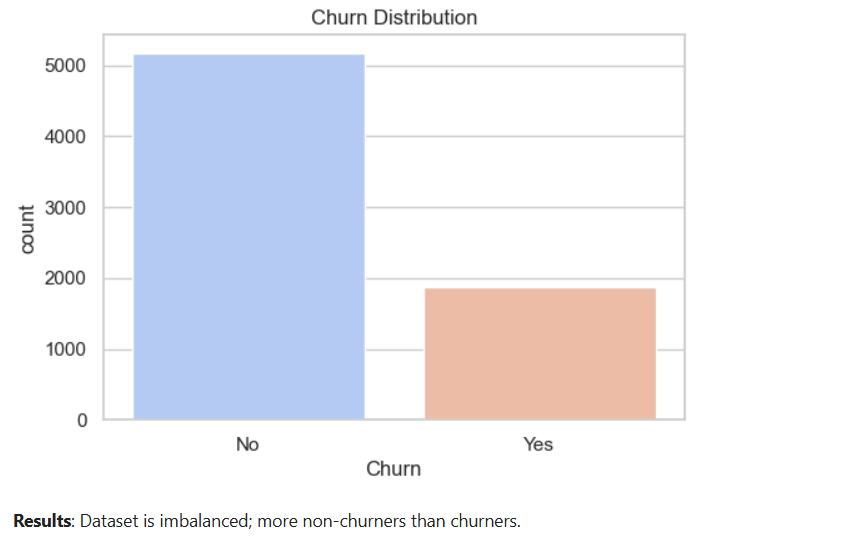 Churn Distribution
5000
4000
3000
2000
1000
0
count
No Yes
Churn
Results: Dataset is imbalanced; more non-churners than churners.